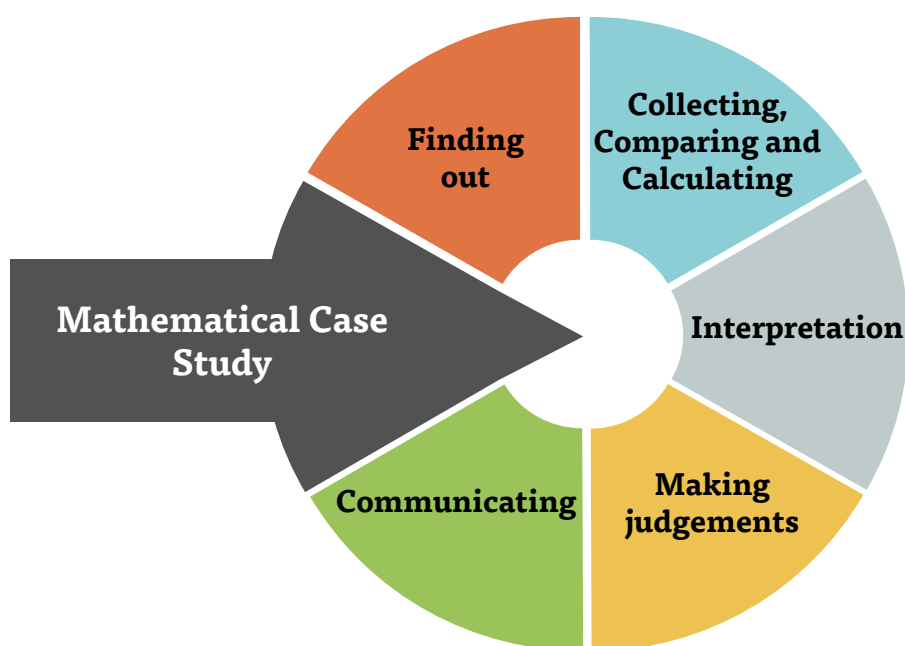 Finding
out
Collecting,
Comparing and
Calculating
Mathematical Case
Study
Interpretation
Communicating
Making
judgements